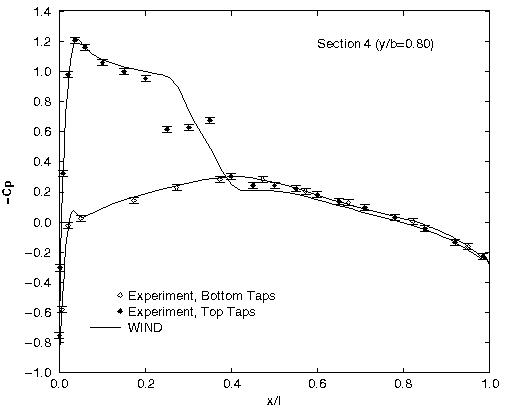 1.4
Section 4 (y/b=0.80)
1.2
1.0
0.8
0.6
0.4
0.2
−Cp
0.0
−0.2
−0.4
Experiment, Bottom Taps
−0.6
Experiment, Top Taps
WIND
−0.8
−1.0
0.0 0.2 0.4 0.6 0.8 1.0
x/l